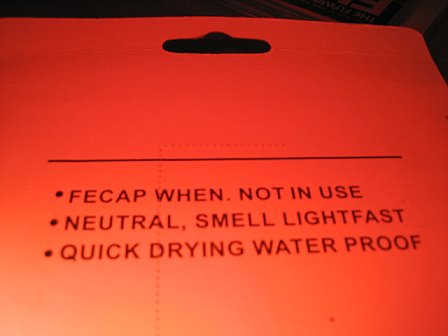 • FECAP WHEN. NOT IN USE
• NEUTRAL, SMELL LIGHTFAST
• QUICK DRYING WATER PROOF